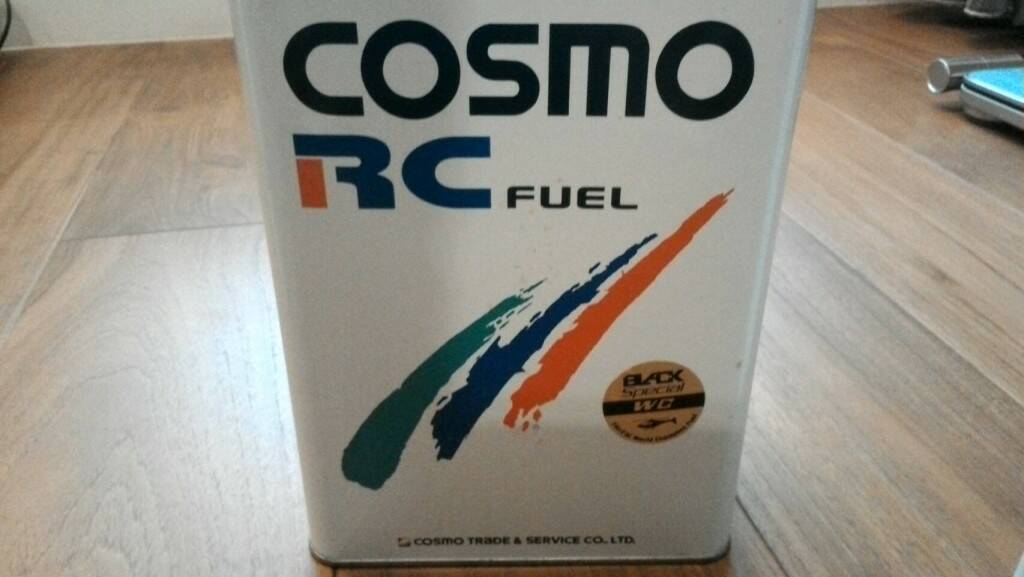 COSMO
RC FUEL
BLACK
Special
WG
COSMO TRADE & SERVICE CO., LTD.